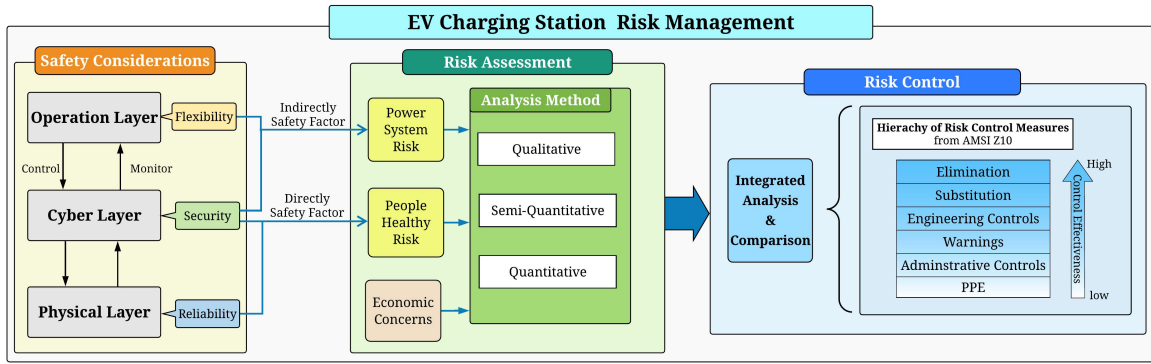 EV Charging Station Risk Management
Safety Considerations
Operation Layer
Flexibility
Control
Monitor
Cyber Layer
Security
Physical Layer
Reliability
Indirectly
Safety Factor
Directly
Safety Factor
Risk Assessment
Power
System
Risk
People
Healthy
Risk
Economic
Concerns
Analysis Method
Qualitative
Semi-Quantitative
Quantitative
Risk Control
Integrated
Analysis
&
Comparison
Hierachy of Risk Control Measures
from AMSI Z10
Elimination
Substitution
Engineering Controls
Warnings
Adminstrative Controls
PPE
High
Control Effectiveness
low